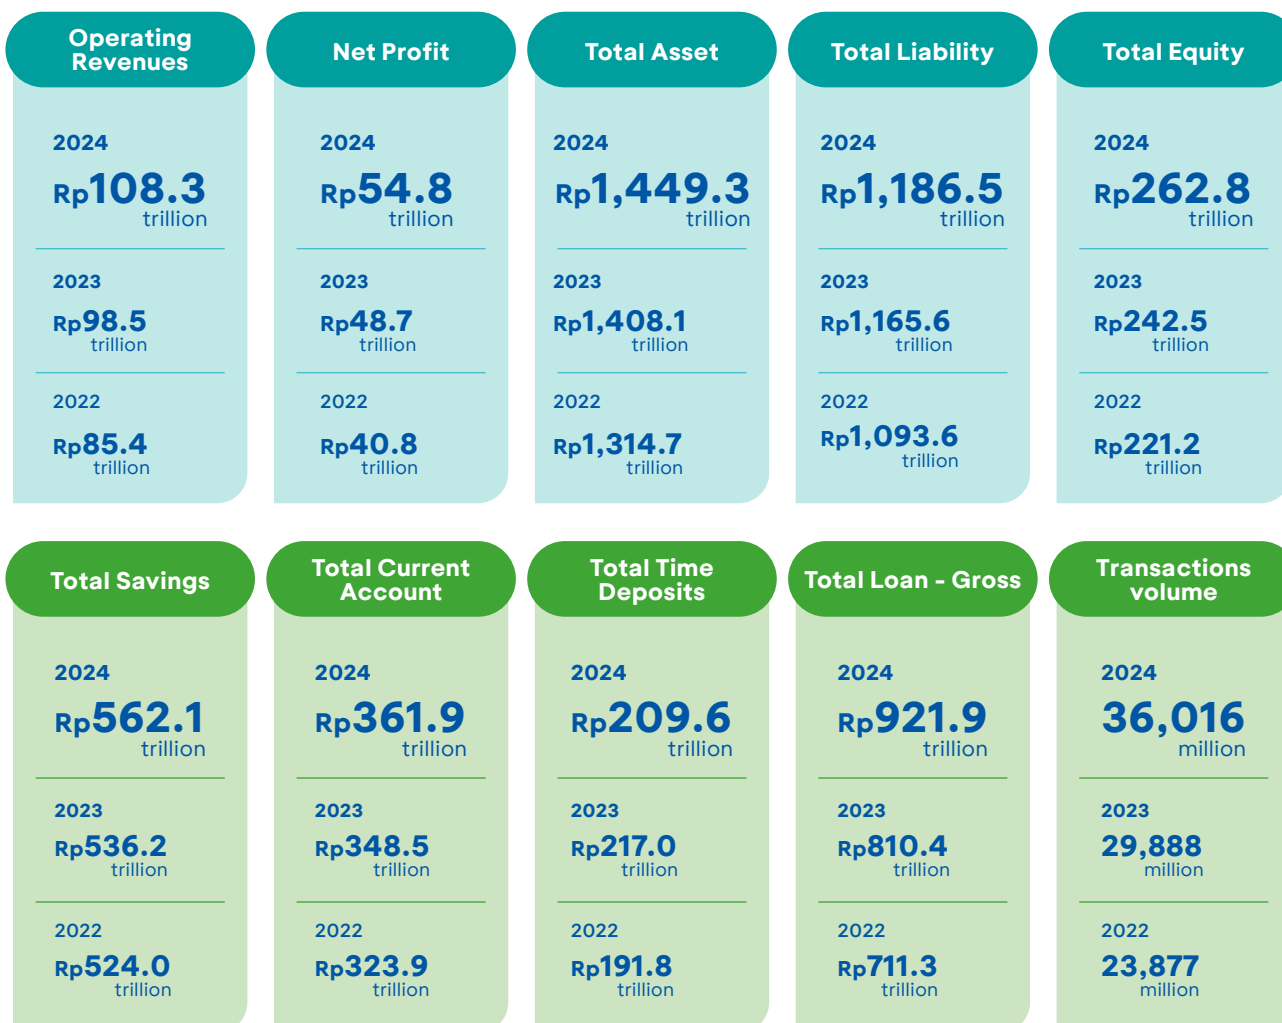 Operating
Revenues
2024
Rp108.3
trillion
2023
Rp98.5
trillion
2022
Rp85.4
trillion
Net Profit
2024
Rp54.8
trillion
2023
Rp48.7
trillion
2022
Rp40.8
trillion
Total Asset
2024
Rp1,449.3
trillion
2023
Rp1,408.1
trillion
2022
Rp1,314.7
trillion
Total Liability
2024
Rp1,186.5
trillion
2023
Rp1,165.6
trillion
2022
Rp1,093.6
trillion
Total Equity
2024
Rp262.8
trillion
2023
Rp242.5
trillion
2022
Rp221.2
trillion
Total Savings
2024
Rp562.1
trillion
2023
Rp536.2
trillion
2022
Rp524.0
trillion
Total Current
Account
2024
Rp361.9
trillion
2023
Rp348.5
trillion
2022
Rp323.9
trillion
Total Time
Deposits
2024
Rp209.6
trillion
2023
Rp217.0
trillion
2022
Rp191.8
trillion
Total Loan - Gross
2024
Rp921.9
trillion
2023
Rp810.4
trillion
2022
Rp711.3
trillion
Transactions
volume
2024
36,016
million
2023
29,888
million
2022
23,877
million